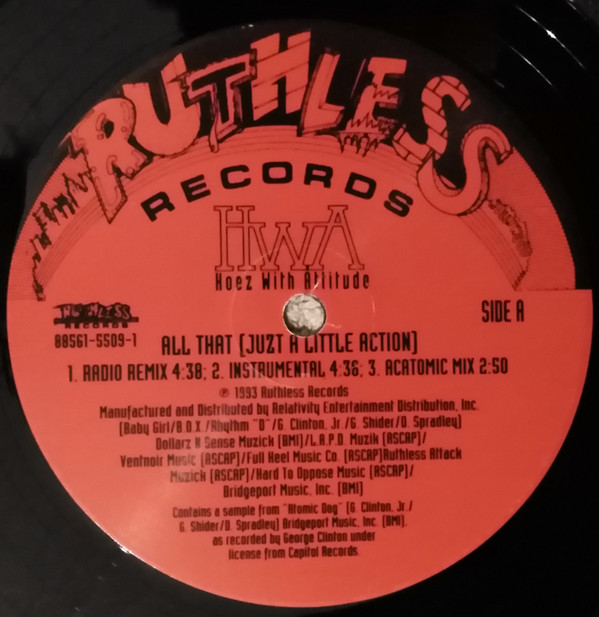 RUTHLESS
RECORDS
HWA
Hoez With Attitude
RUTHLESS
RECORDS
88561-5509-1
SIDE A
ALL THAT (JUZT A LITTLE ACTION)
1. RADIO REMIX 4:38; 2. INSTRUMENTAL 4:36; 3. ACATOMIC MIX 2:50
℗ 1993 Ruthless Records
Manufactured and Distributed by Relativity Entertainment Distribution, Inc.
(Baby Girl/B.O.X./Rhythm "D"/G. Clinton, Jr./G. Shider/D. Spradley)
Dollarz N Sense Muzick (BMI)/L.A.P.D. Muzik (ASCAP)/
Ventnoir Music (ASCAP)/Full Keel Music Co. (ASCAP)Ruthless Attack
Muzick (ASCAP)/Hard To Oppose Music (ASCAP)/
Bridgeport Music, Inc. (BMI)
Contains a sample from "Atomic Dog" (G. Clinton, Jr./
G. Shider/D. Spradley) Bridgeport Music, Inc. (BMI),
as recorded by George Clinton under
license from Capitol Records.